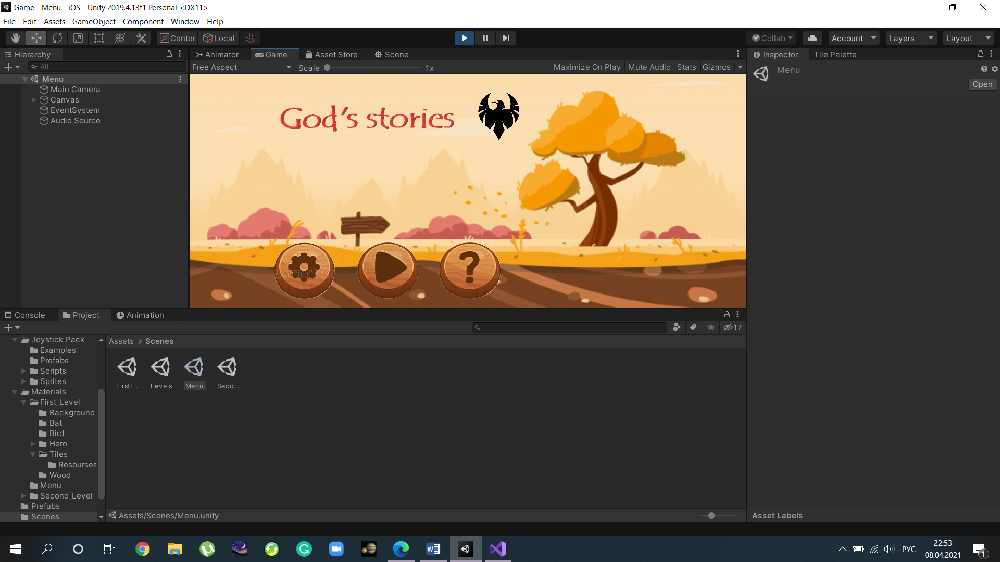 Game - Menu - iOS - Unity 2019.4.13f1 Personal <DX11>
File Edit Assets GameObject Component Window Help
Center Local Collab Account Layers Layout
Hierarchy Animator Game Asset Store Scene Inspector Tile Palette
All Free Aspect Scale 1x Maximize On Play Mute Audio Stats Gizmos
Menu
Main Camera
Canvas
EventSystem
Audio Source
God's stories
?
Menu
Open
Console Project Animation
17
Joystick Pack
Examples
Prefabs
Scripts
Sprites
Materials
First_Level
Background
Bat
Bird
Hero
Tiles
Resourses
Wood
Menu
Second_Level
Prefubs
Scenes
Assets > Scenes
FirstL... Levels Menu Seco...
Assets/Scenes/Menu.unity
Asset Labels
РУС
22:53
08.04.2021
1